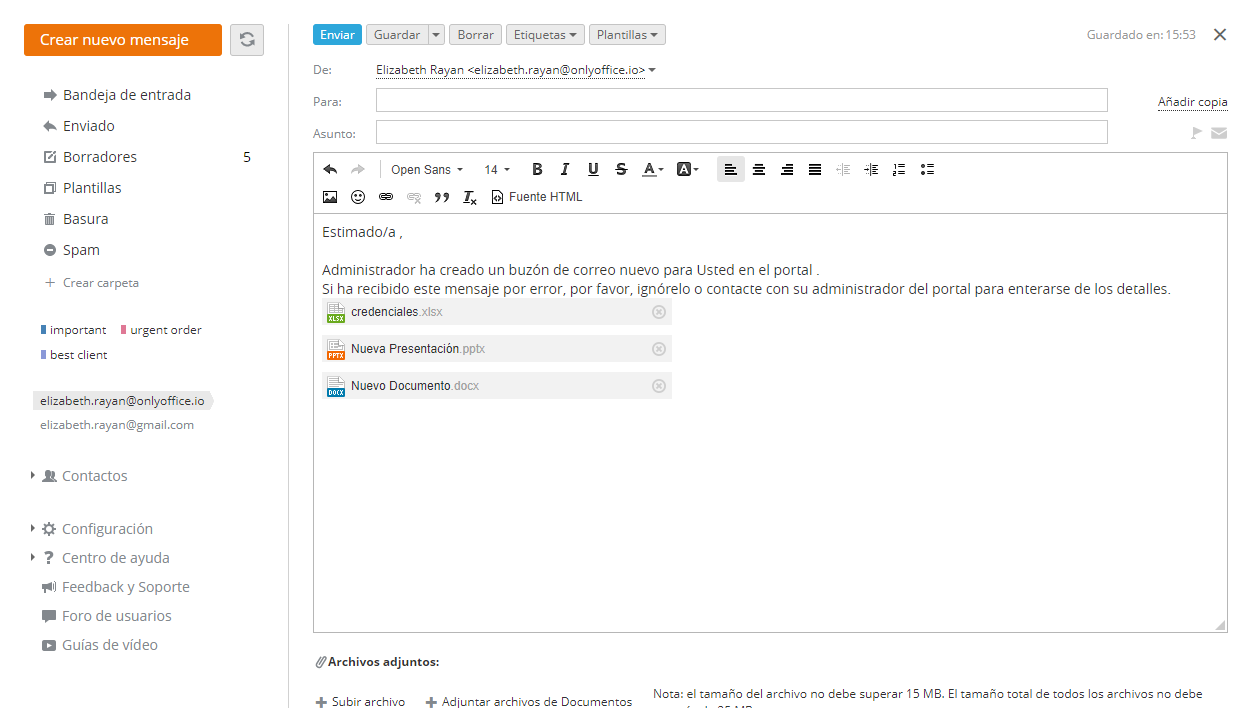 Crear nuevo mensaje
Bandeja de entrada
Enviado
Borradores 5
Plantillas
Basura
Spam
Crear carpeta
important urgent order
best client
elizabeth.rayan@onlyoffice.io
elizabeth.rayan@gmail.com
Contactos
Configuración
Centro de ayuda
Feedback y Soporte
Foro de usuarios
Guías de vídeo
Enviar Guardar Borrar Etiquetas Plantillas Guardado en: 15:53
De: Elizabeth Rayan <elizabeth.rayan@onlyoffice.io>
Para: Añadir copia
Asunto:
Open Sans 14 B I U S A A
Fuente HTML
Estimado/a ,
Administrador ha creado un buzón de correo nuevo para Usted en el portal .
Si ha recibido este mensaje por error, por favor, ignórelo o contacte con su administrador del portal para enterarse de los detalles.
XLSX credenciales.xlsx
PPTX Nueva Presentación.pptx
DOCX Nuevo Documento.docx
Archivos adjuntos:
Subir archivo Adjuntar archivos de Documentos
Nota: el tamaño del archivo no debe superar 15 MB. El tamaño total de todos los archivos no debe